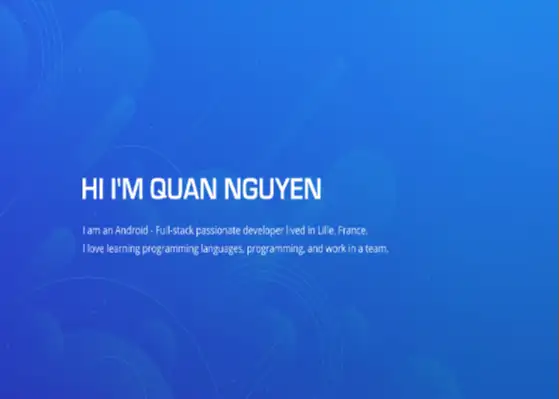 HI I'M QUAN NGUYEN
I am an Android - Full-stack passionate developer lived in Lille, France.
I love learning programming languages, programming, and work in a team.